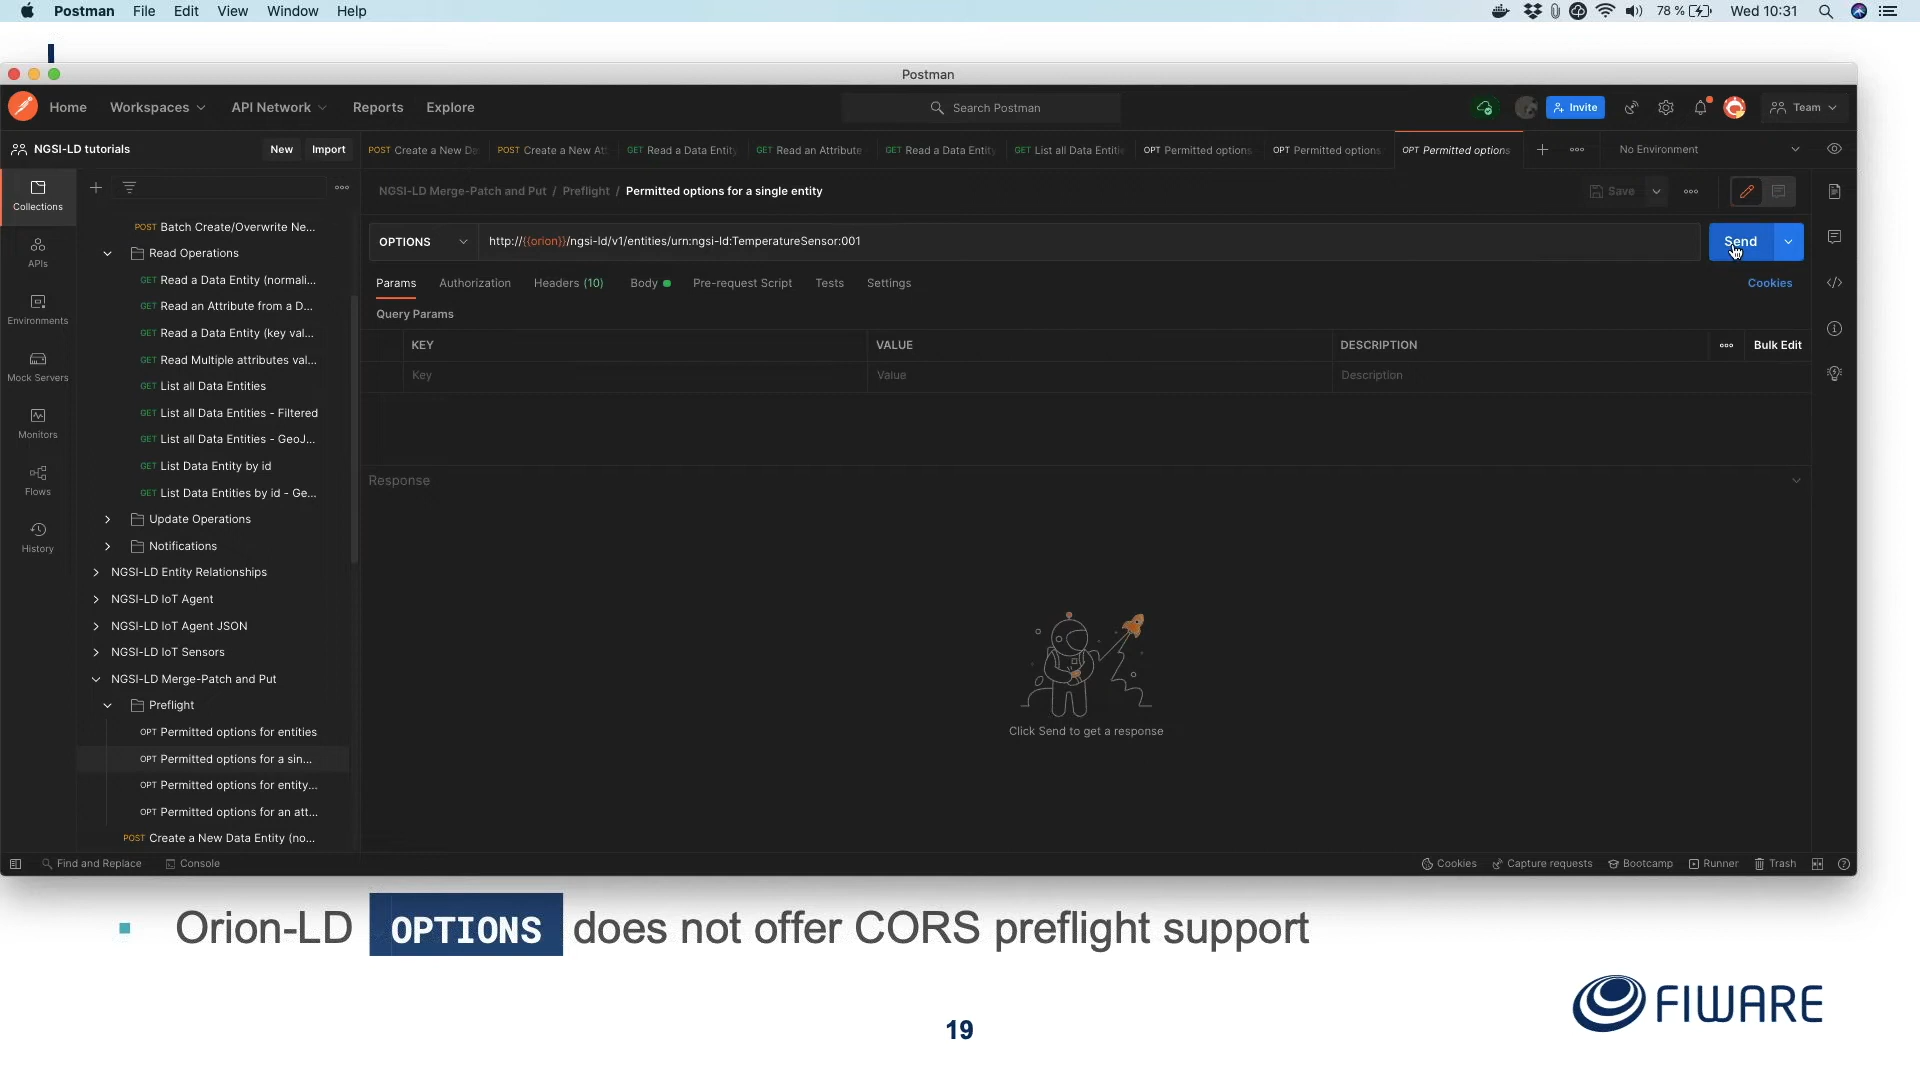 Postman File Edit View Window Help 78 % Wed 10:31
Postman
Home Workspaces API Network Reports Explore Search Postman Invite Team
NGSI-LD tutorials New Import
POST Create a New De GET Read a Data Entity GET Read an Attribute GET Read a Data Entity GET List all Data Entitie OPT Permitted options OPT Permitted options OPT Permitted options No Environment
POST Create a New At
NGSI-LD Merge-Patch and Put / Preflight / Permitted options for a single entity Save
OPTIONS http://{{orion}}/ngsi-ld/v1/entities/urn:ngsi-ld:TemperatureSensor:001 Send
Params Authorization Headers (10) Body Pre-request Script Tests Settings Cookies
Query Params
KEY VALUE DESCRIPTION Bulk Edit
Key Value Description
Response
Click Send to get a response
Collections
APIs
Environments
Mock Servers
Monitors
Flows
History
POST Batch Create/Overwrite Ne...
Read Operations
GET Read a Data Entity (normali...
GET Read an Attribute from a D...
GET Read a Data Entity (key val...
GET Read Multiple attributes val...
GET List all Data Entities
GET List all Data Entities - Filtered
GET List all Data Entities - GeoJ...
GET List Data Entity by id
GET List Data Entities by id - Ge...
Update Operations
Notifications
NGSI-LD Entity Relationships
NGSI-LD IoT Agent
NGSI-LD IoT Agent JSON
NGSI-LD IoT Sensors
NGSI-LD Merge-Patch and Put
Preflight
OPT Permitted options for entities
OPT Permitted options for a sin...
OPT Permitted options for entity...
OPT Permitted options for an att...
POST Create a New Data Entity (no...
Find and Replace Console Cookies Capture requests Bootcamp Runner Trash
Orion-LD OPTIONS does not offer CORS preflight support
FIWARE
19